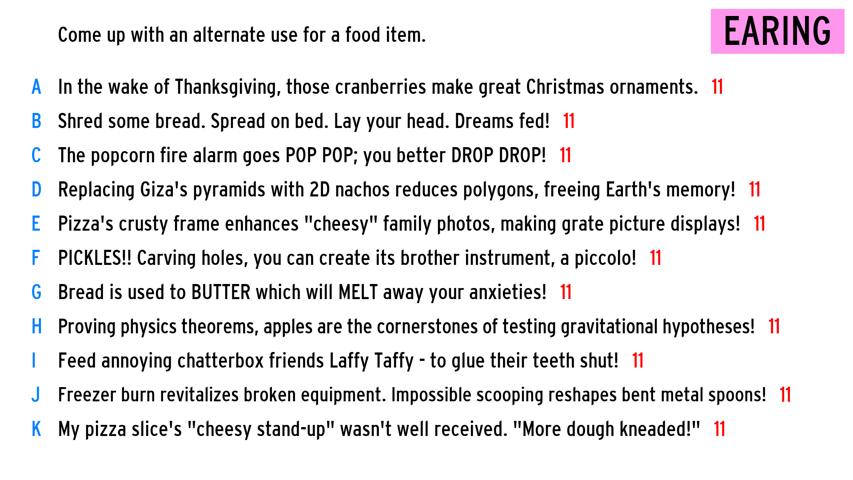 Come up with an alternate use for a food item.
EARING
A In the wake of Thanksgiving, those cranberries make great Christmas ornaments. 11
B Shred some bread. Spread on bed. Lay your head. Dreams fed! 11
C The popcorn fire alarm goes POP POP; you better DROP DROP! 11
D Replacing Giza's pyramids with 2D nachos reduces polygons, freeing Earth's memory! 11
E Pizza's crusty frame enhances "cheesy" family photos, making grate picture displays! 11
F PICKLES!! Carving holes, you can create its brother instrument, a piccolo! 11
G Bread is used to BUTTER which will MELT away your anxieties! 11
H Proving physics theorems, apples are the cornerstones of testing gravitational hypotheses! 11
I Feed annoying chatterbox friends Laffy Taffy - to glue their teeth shut! 11
J Freezer burn revitalizes broken equipment. Impossible scooping reshapes bent metal spoons! 11
K My pizza slice's "cheesy stand-up" wasn't well received. "More dough kneaded!" 11